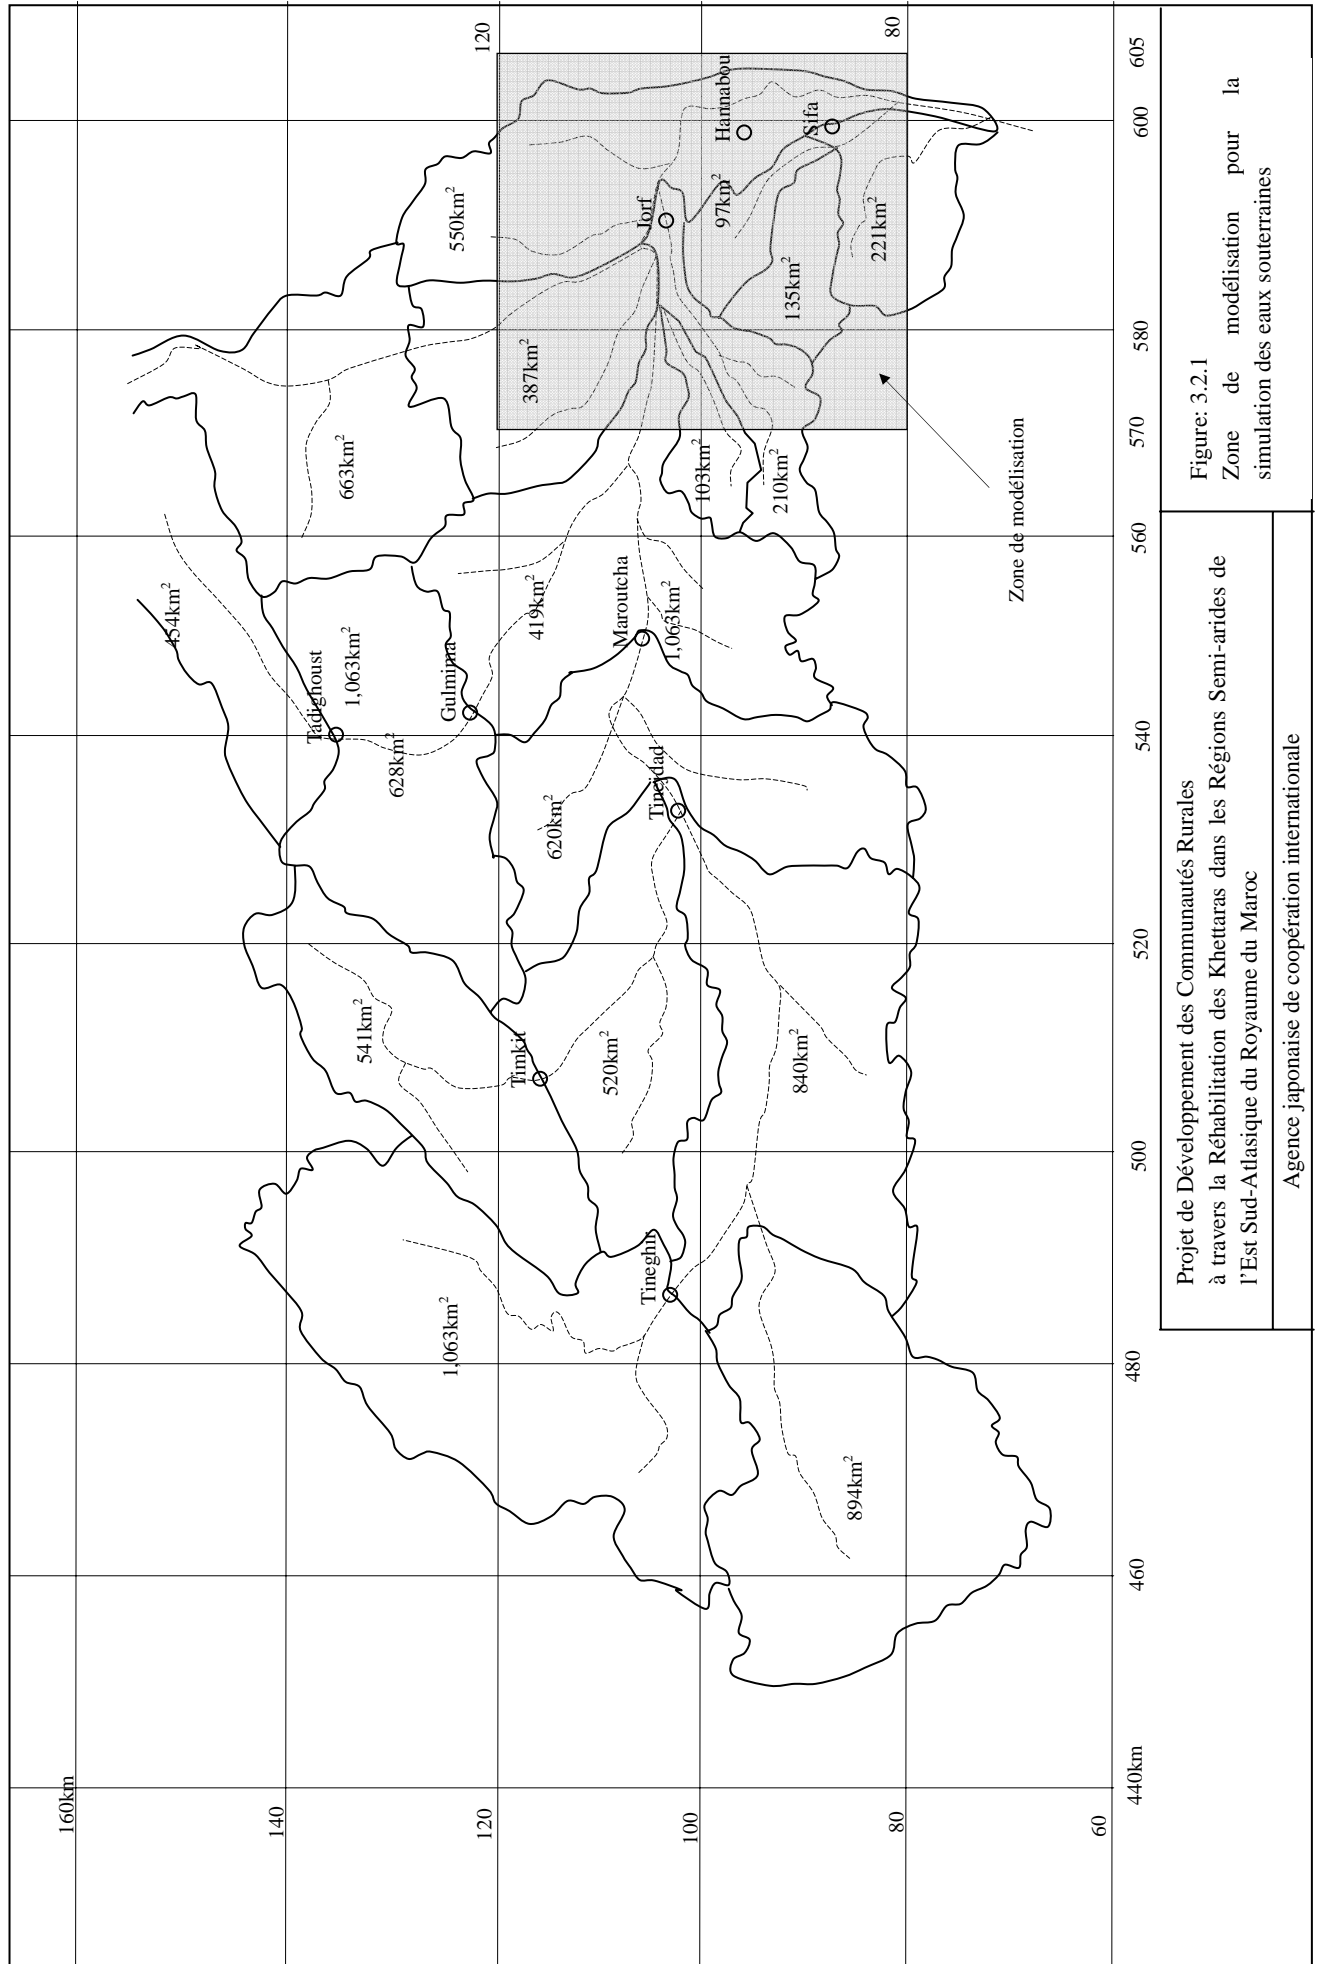 160km
140
120
100
80
60
440km
460
480
500
520
540
560
570
580
600
605
120
80
454km²
Tadighoust
1,063km²
628km²
663km²
550km²
387km²
Gulmima
419km²
Maroutcha
1,063km²
620km²
Tinejdad
541km²
Timkit
520km²
840km²
1,063km²
Tineghir
894km²
103km²
210km²
Jorf
Hannabou
Sifa
97km²
135km²
221km²
Zone de modélisation
Projet de Développement des Communautés Rurales
à travers la Réhabilitation des Khettaras dans les Régions Semi-arides de
l'Est Sud-Atlasique du Royaume du Maroc
Agence japonaise de coopération internationale
Figure: 3.2.1
Zone de modélisation pour la
simulation des eaux souterraines